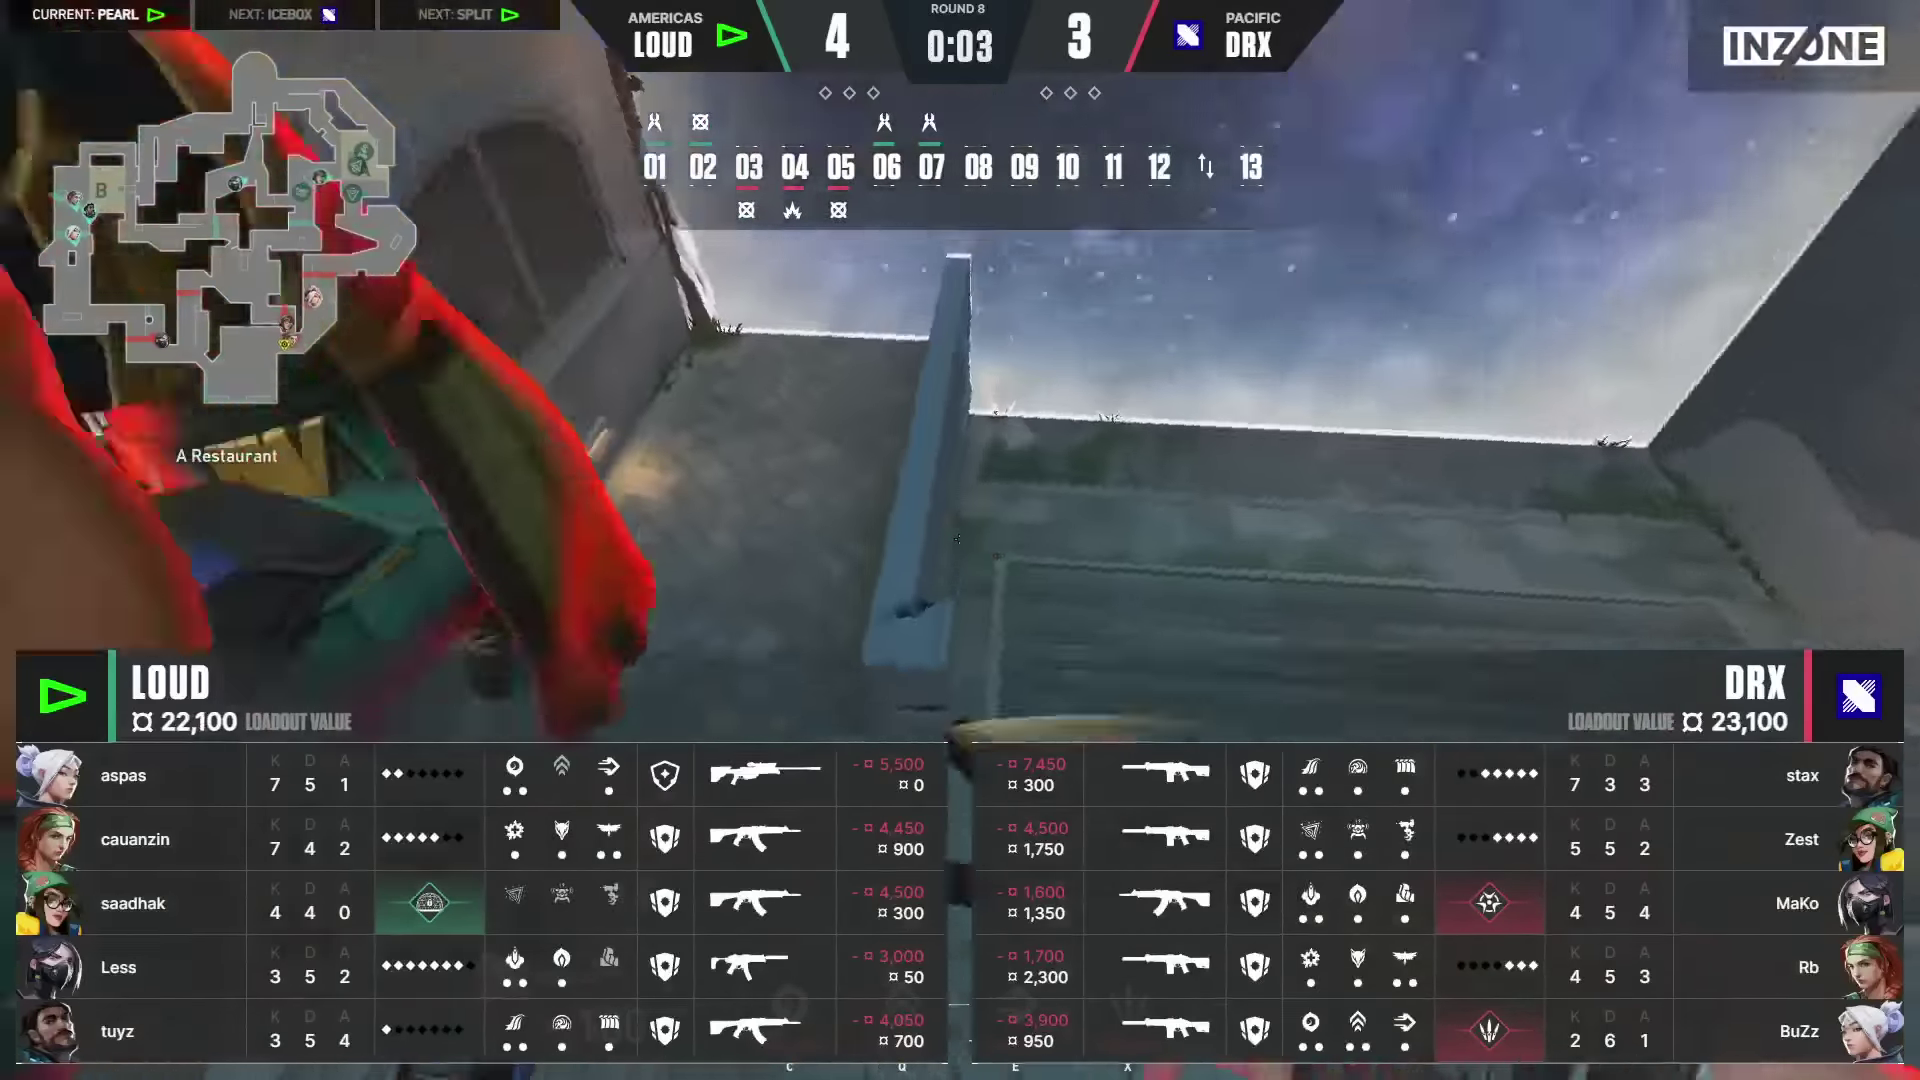 CURRENT: PEARL
NEXT: ICEBOX
NEXT: SPLIT
AMERICAS
LOUD
4
ROUND 8
0:03
3
PACIFIC
DRX
INZONE
01 02 03 04 05 06 07 08 09 10 11 12 13
B
A
A Restaurant
LOUD
22,100 LOADOUT VALUE
DRX
LOADOUT VALUE 23,100
K D A
aspas 7 5 1 - 5,500 0
K D A
cauanzin 7 4 2 - 4,450 900
K D A
saadhak 4 4 0 - 4,500 300
K D A
Less 3 5 2 - 3,000 50
K D A
tuyz 3 5 4 - 4,050 700
K D A
- 7,450 300 7 3 3 stax
K D A
- 4,500 1,750 5 5 2 Zest
K D A
- 1,600 1,350 4 5 4 MaKo
K D A
- 1,700 2,300 4 5 3 Rb
K D A
- 3,900 950 2 6 1 BuZz
C Q E X